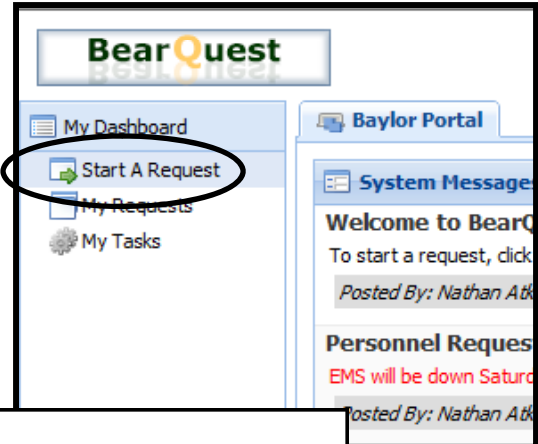 BearQuest
My Dashboard
Start A Request
My Requests
My Tasks
Baylor Portal
System Messages
Welcome to BearQ
To start a request, click
Posted By: Nathan Atk
Personnel Reques
EMS will be down Saturd
Posted By: Nathan Atk